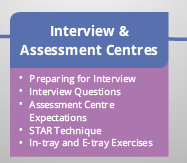 Interview &
Assessment Centres
• Preparing for Interview
• Interview Questions
• Assessment Centre
Expectations
• STAR Technique
• In-tray and E-tray Exercises